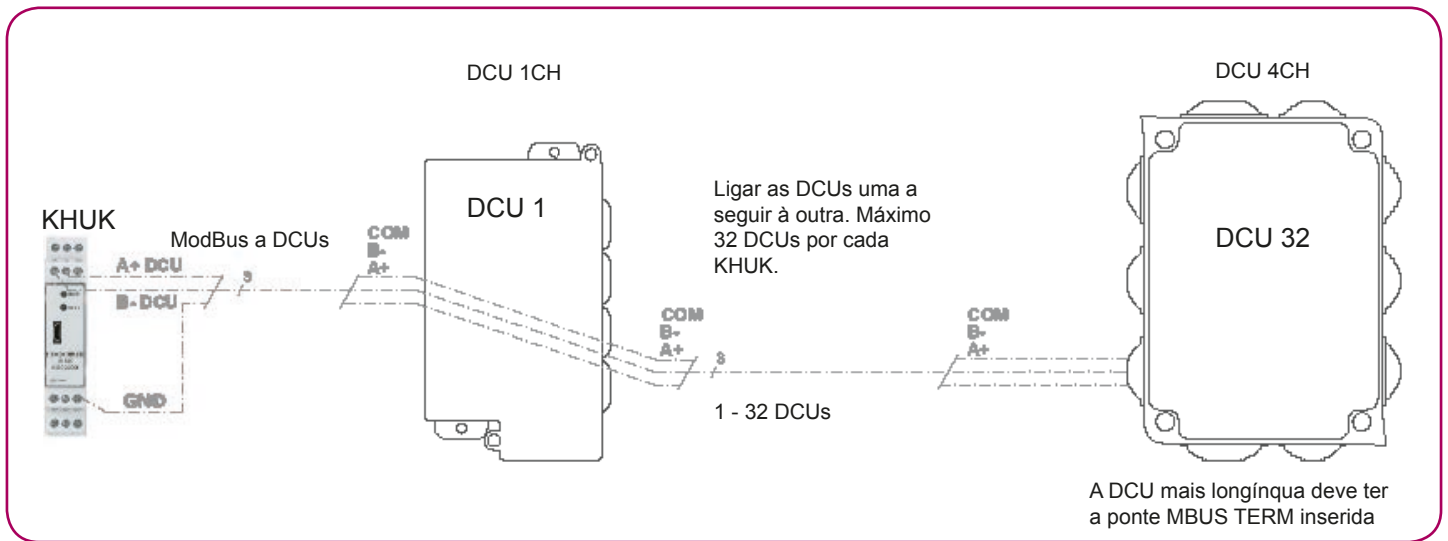 DCU 1CH
DCU 4CH
KHUK
ModBus a DCUs
A+ DCU
B- DCU
3
GND
COM
B-
A+
DCU 1
Ligar as DCUs uma a
seguir à outra. Máximo
32 DCUs por cada
KHUK.
COM
B-
A+
3
1 - 32 DCUs
COM
B-
A+
DCU 32
A DCU mais longínqua deve ter
a ponte MBUS TERM inserida